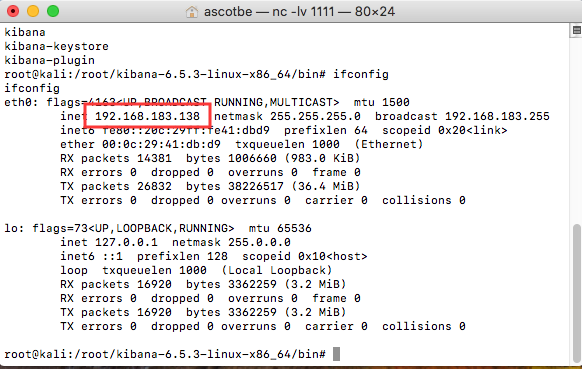 ascotbe — nc -lv 1111 — 80×24
kibana
kibana-keystore
kibana-plugin
root@kali:/root/kibana-6.5.3-linux-x86_64/bin# ifconfig
ifconfig
eth0: flags=4163<UP,BROADCAST,RUNNING,MULTICAST>  mtu 1500
        inet 192.168.183.138  netmask 255.255.255.0  broadcast 192.168.183.255
        inet6 fe80::20c:29ff:fe41:dbd9  prefixlen 64  scopeid 0x20<link>
        ether 00:0c:29:41:db:d9  txqueuelen 1000  (Ethernet)
        RX packets 14381  bytes 1006660 (983.0 KiB)
        RX errors 0  dropped 0  overruns 0  frame 0
        TX packets 26832  bytes 38226517 (36.4 MiB)
        TX errors 0  dropped 0 overruns 0  carrier 0  collisions 0

lo: flags=73<UP,LOOPBACK,RUNNING>  mtu 65536
        inet 127.0.0.1  netmask 255.0.0.0
        inet6 ::1  prefixlen 128  scopeid 0x10<host>
        loop  txqueuelen 1000  (Local Loopback)
        RX packets 16920  bytes 3362259 (3.2 MiB)
        RX errors 0  dropped 0  overruns 0  frame 0
        TX packets 16920  bytes 3362259 (3.2 MiB)
        TX errors 0  dropped 0 overruns 0  carrier 0  collisions 0

root@kali:/root/kibana-6.5.3-linux-x86_64/bin#